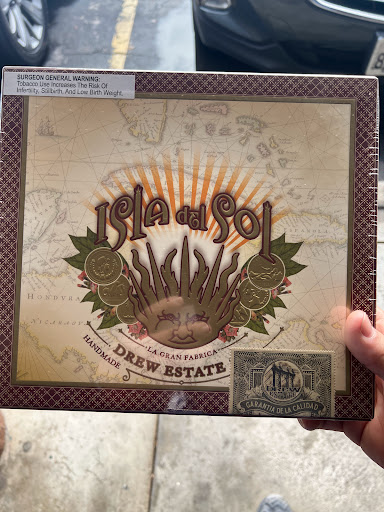 SURGEON GENERAL WARNING:
Tobacco Use Increases The Risk Of
Infertility, Stillbirth, And Low Birth Weight.
ISLA del SOL
HONDVRA
LA GRAN FABRICA
DREW ESTATE
HANDMADE
GARANTIA DE LA CALIDAD